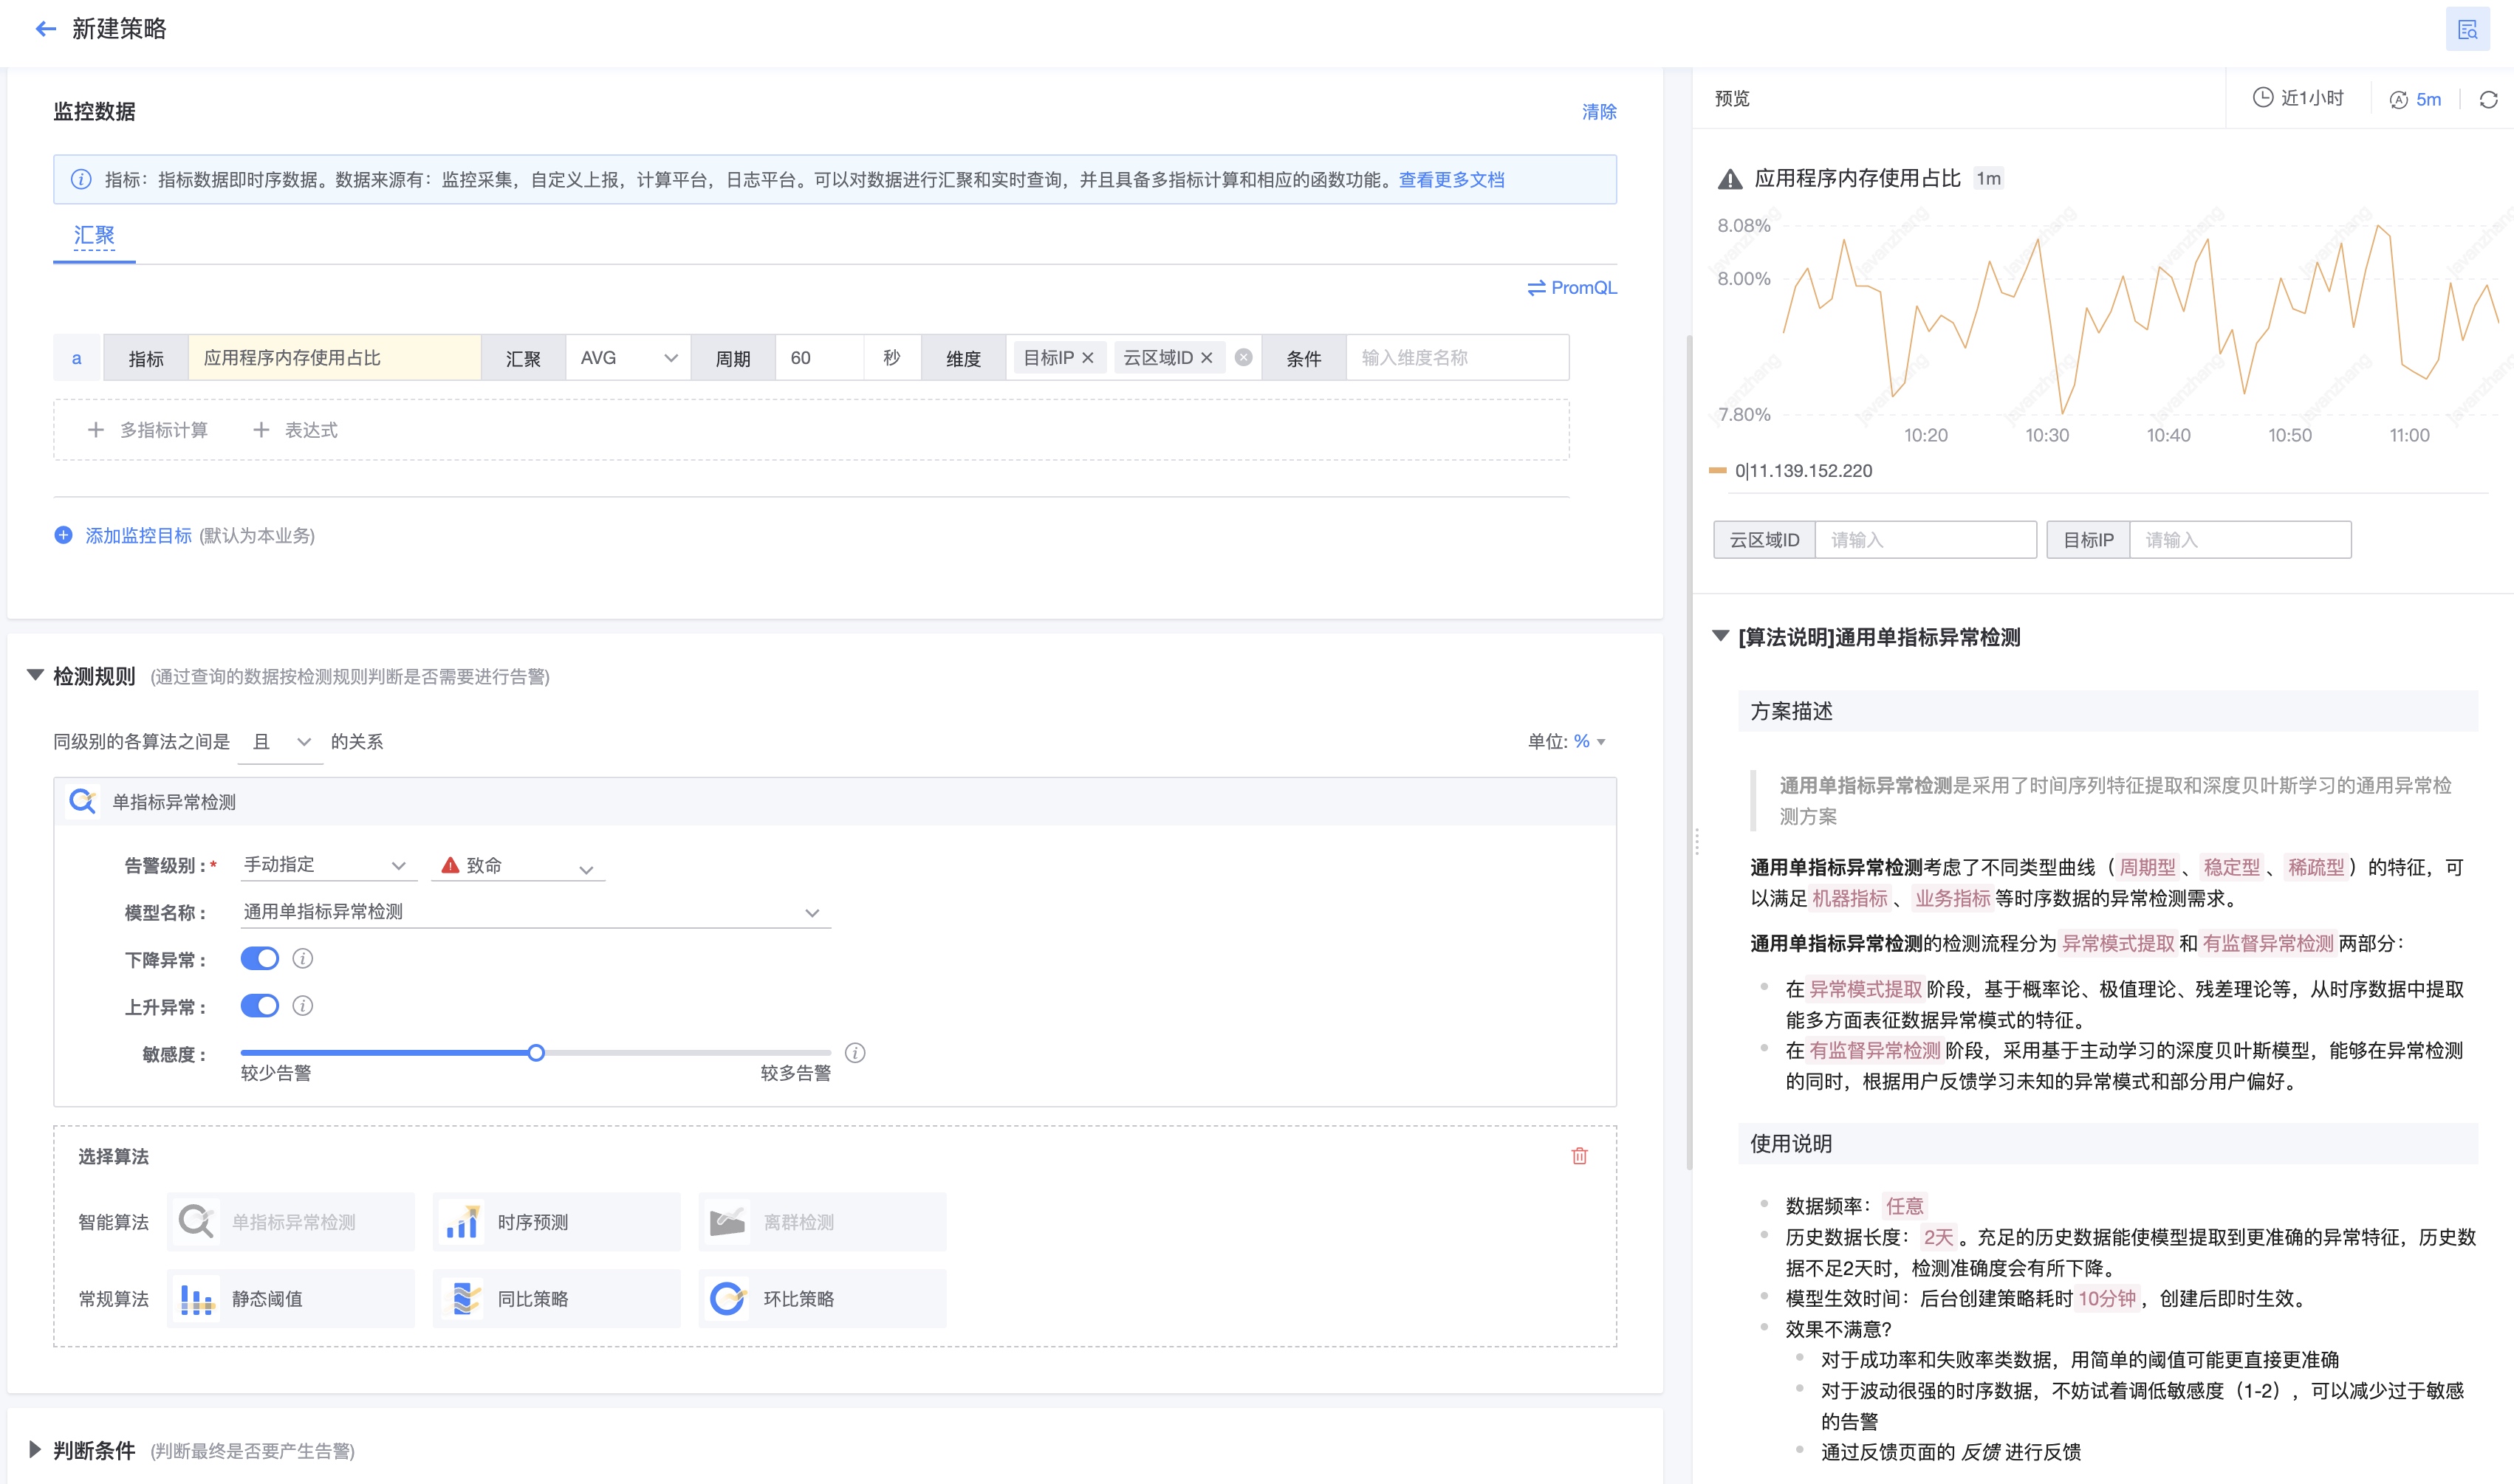 新建策略
监控数据
清除
指标：指标数据即时序数据。数据来源有：监控采集，自定义上报，计算平台，日志平台。可以对数据进行汇聚和实时查询，并且具备多指标计算和相应的函数功能。查看更多文档
汇聚
PromQL
a 指标 应用程序内存使用占比 汇聚 AVG 周期 60 秒 维度 目标IP 云区域ID 条件 输入维度名称
多指标计算 表达式
添加监控目标 (默认为本业务)
检测规则 (通过查询的数据按检测规则判断是否需要进行告警)
同级别的各算法之间是 且 的关系 单位: %
单指标异常检测
告警级别 : * 手动指定 致命
模型名称 : 通用单指标异常检测
下降异常 :
上升异常 :
敏感度 :
较少告警 较多告警
选择算法
智能算法 单指标异常检测 时序预测 离群检测
常规算法 静态阈值 同比策略 环比策略
判断条件 (判断最终是否要产生告警)
预览 近1小时 5m
应用程序内存使用占比 1m
8.08%
8.00%
7.80%
10:20 10:30 10:40 10:50 11:00
javanzhang javanzhang javanzhang javanzhang javanzhang
javanzhang javanzhang javanzhang javanzhang javanzhang
0|11.139.152.220
云区域ID 请输入 目标IP 请输入
[算法说明]通用单指标异常检测
方案描述
通用单指标异常检测是采用了时间序列特征提取和深度贝叶斯学习的通用异常检
测方案
通用单指标异常检测考虑了不同类型曲线（周期型、稳定型、稀疏型）的特征，可
以满足机器指标、业务指标等时序数据的异常检测需求。
通用单指标异常检测的检测流程分为异常模式提取和有监督异常检测两部分：
在异常模式提取阶段，基于概率论、极值理论、残差理论等，从时序数据中提取
能多方面表征数据异常模式的特征。
在有监督异常检测阶段，采用基于主动学习的深度贝叶斯模型，能够在异常检测
的同时，根据用户反馈学习未知的异常模式和部分用户偏好。
使用说明
数据频率：任意
历史数据长度：2天。充足的历史数据能使模型提取到更准确的异常特征，历史数
据不足2天时，检测准确度会有所下降。
模型生效时间：后台创建策略耗时10分钟，创建后即时生效。
效果不满意?
对于成功率和失败率类数据，用简单的阈值可能更直接更准确
对于波动很强的时序数据，不妨试着调低敏感度（1-2），可以减少过于敏感
的告警
通过反馈页面的 反馈 进行反馈